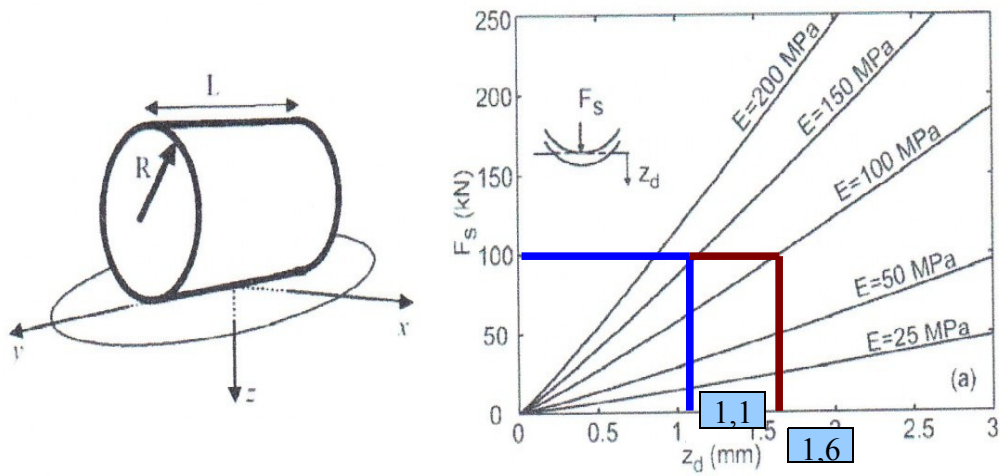 L
R
y
x
z
250
200
150
100
50
0
F_s (kN)
F_s
z_d
E=200 MPa
E=150 MPa
E=100 MPa
E=50 MPa
E=25 MPa
(a)
0 0.5 1 1.5 2 2.5 3
1,1
1,6
z_d (mm)